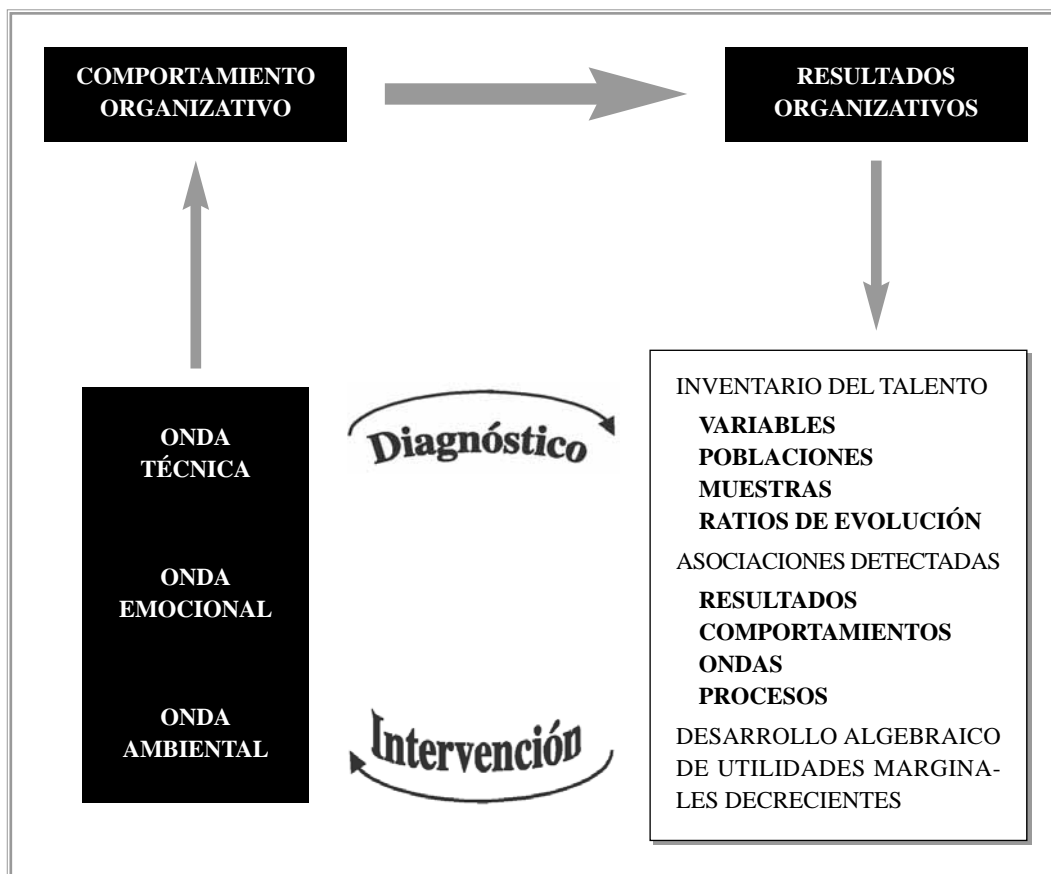 COMPORTAMIENTO
ORGANIZATIVO
RESULTADOS
ORGANIZATIVOS
ONDA
TÉCNICA
ONDA
EMOCIONAL
ONDA
AMBIENTAL
Diagnóstico
Intervención
INVENTARIO DEL TALENTO
VARIABLES
POBLACIONES
MUESTRAS
RATIOS DE EVOLUCIÓN
ASOCIACIONES DETECTADAS
RESULTADOS
COMPORTAMIENTOS
ONDAS
PROCESOS
DESARROLLO ALGEBRAICO
DE UTILIDADES MARGINA-
LES DECRECIENTES